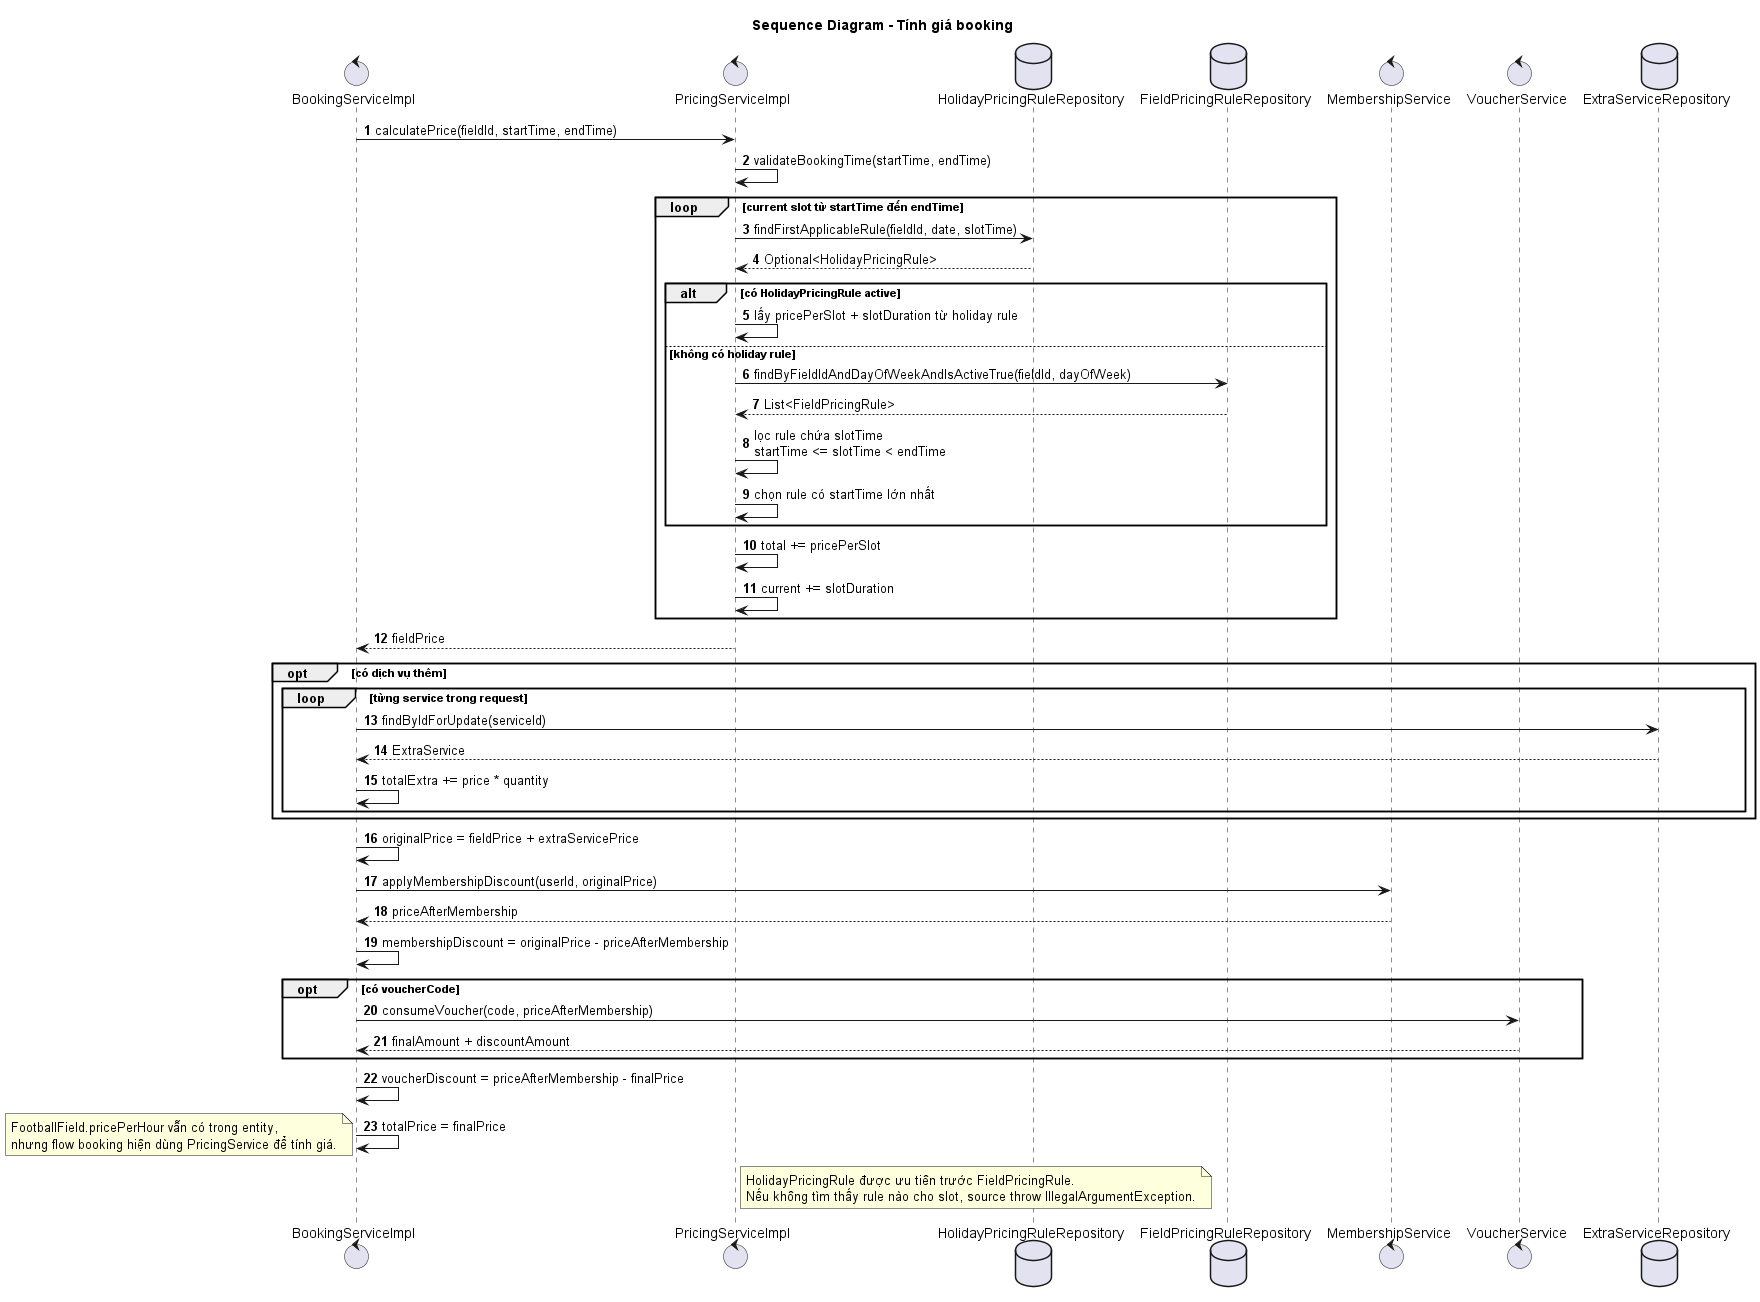 Sequence Diagram - Tính giá booking
BookingServiceImpl
PricingServiceImpl
HolidayPricingRuleRepository
FieldPricingRuleRepository
MembershipService
VoucherService
ExtraServiceRepository
1 calculatePrice(fieldId, startTime, endTime)
2 validateBookingTime(startTime, endTime)
loop [current slot từ startTime đến endTime]
3 findFirstApplicableRule(fieldId, date, slotTime)
4 Optional<HolidayPricingRule>
alt [có HolidayPricingRule active]
5 lấy pricePerSlot + slotDuration từ holiday rule
[không có holiday rule]
6 findByFieldIdAndDayOfWeekAndIsActiveTrue(fieldId, dayOfWeek)
7 List<FieldPricingRule>
8 lọc rule chứa slotTime
startTime <= slotTime < endTime
9 chọn rule có startTime lớn nhất
10 total += pricePerSlot
11 current += slotDuration
12 fieldPrice
opt [có dịch vụ thêm]
loop [từng service trong request]
13 findByIdForUpdate(serviceId)
14 ExtraService
15 totalExtra += price * quantity
16 originalPrice = fieldPrice + extraServicePrice
17 applyMembershipDiscount(userId, originalPrice)
18 priceAfterMembership
19 membershipDiscount = originalPrice - priceAfterMembership
opt [có voucherCode]
20 consumeVoucher(code, priceAfterMembership)
21 finalAmount + discountAmount
22 voucherDiscount = priceAfterMembership - finalPrice
FootballField.pricePerHour vẫn có trong entity,
nhưng flow booking hiện dùng PricingService để tính giá.
23 totalPrice = finalPrice
HolidayPricingRule được ưu tiên trước FieldPricingRule.
Nếu không tìm thấy rule nào cho slot, source throw IllegalArgumentException.
BookingServiceImpl
PricingServiceImpl
HolidayPricingRuleRepository
FieldPricingRuleRepository
MembershipService
VoucherService
ExtraServiceRepository